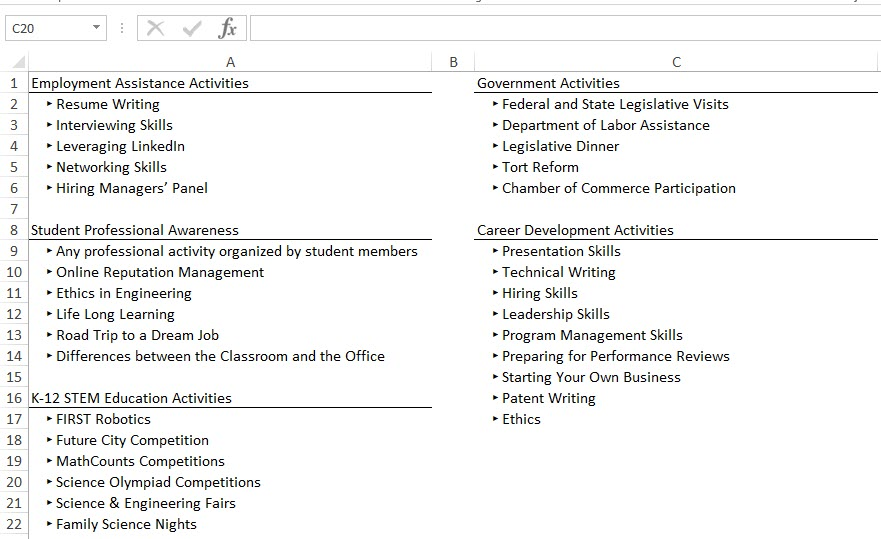 C20
fx
A B C
1 Employment Assistance Activities Government Activities
2 ‣ Resume Writing ‣ Federal and State Legislative Visits
3 ‣ Interviewing Skills ‣ Department of Labor Assistance
4 ‣ Leveraging LinkedIn ‣ Legislative Dinner
5 ‣ Networking Skills ‣ Tort Reform
6 ‣ Hiring Managers’ Panel ‣ Chamber of Commerce Participation
7
8 Student Professional Awareness Career Development Activities
9 ‣ Any professional activity organized by student members ‣ Presentation Skills
10 ‣ Online Reputation Management ‣ Technical Writing
11 ‣ Ethics in Engineering ‣ Hiring Skills
12 ‣ Life Long Learning ‣ Leadership Skills
13 ‣ Road Trip to a Dream Job ‣ Program Management Skills
14 ‣ Differences between the Classroom and the Office ‣ Preparing for Performance Reviews
15 ‣ Starting Your Own Business
16 K-12 STEM Education Activities ‣ Patent Writing
17 ‣ FIRST Robotics ‣ Ethics
18 ‣ Future City Competition
19 ‣ MathCounts Competitions
20 ‣ Science Olympiad Competitions
21 ‣ Science & Engineering Fairs
22 ‣ Family Science Nights